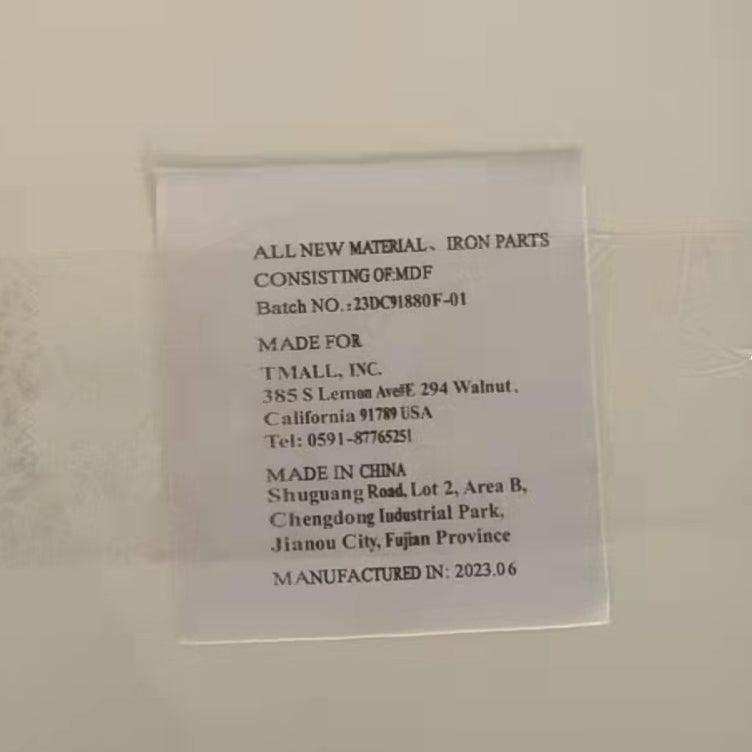 ALL NEW MATERIAL、IRON PARTS
CONSISTING OF:MDF
Batch NO.:23DC91880F-01
MADE FOR
TMALL, INC.
385 S Lemon Ave#E 294 Walnut,
California 91789 USA
Tel: 0591-87765251
MADE IN CHINA
Shuguang Road, Lot 2, Area B,
Chengdong Iudustrial Park,
Jianou City, Fujian Province
MANUFACTURED IN: 2023.06